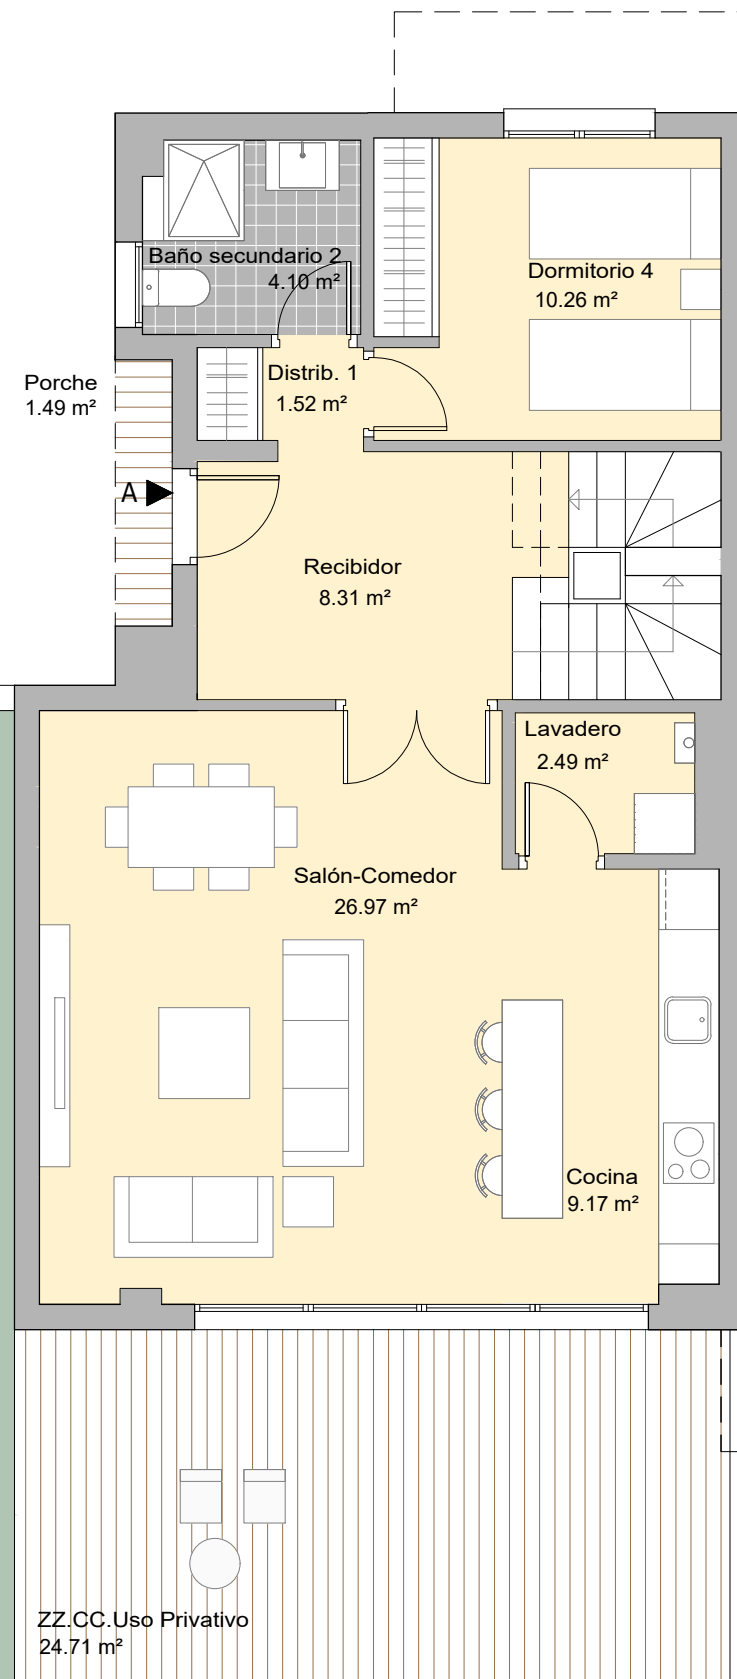 Baño secundario 2
4.10 m²
Dormitorio 4
10.26 m²
Porche
1.49 m²
Distrib. 1
1.52 m²
A
Recibidor
8.31 m²
Lavadero
2.49 m²
Salón-Comedor
26.97 m²
Cocina
9.17 m²
ZZ.CC.Uso Privativo
24.71 m²